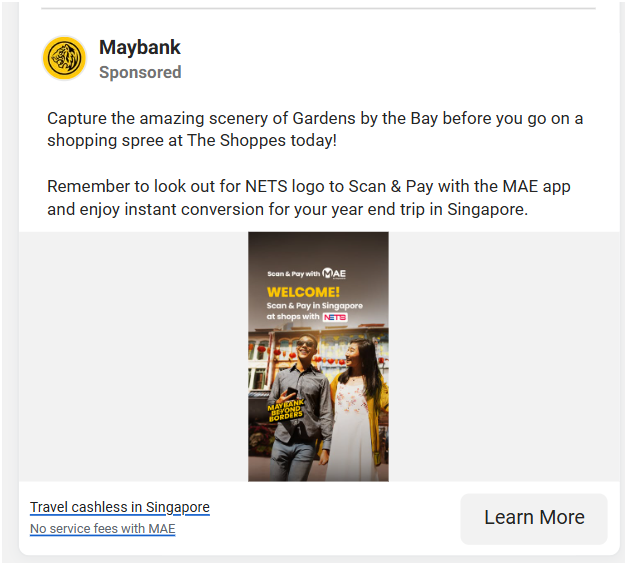 Maybank
Sponsored
Capture the amazing scenery of Gardens by the Bay before you go on a
shopping spree at The Shoppes today!
Remember to look out for NETS logo to Scan & Pay with the MAE app
and enjoy instant conversion for your year end trip in Singapore.
Scan & Pay with MAE
WELCOME!
Scan & Pay in Singapore
at shops with NETS
MAYBANK
BEYOND
BORDERS
Travel cashless in Singapore
No service fees with MAE
Learn More